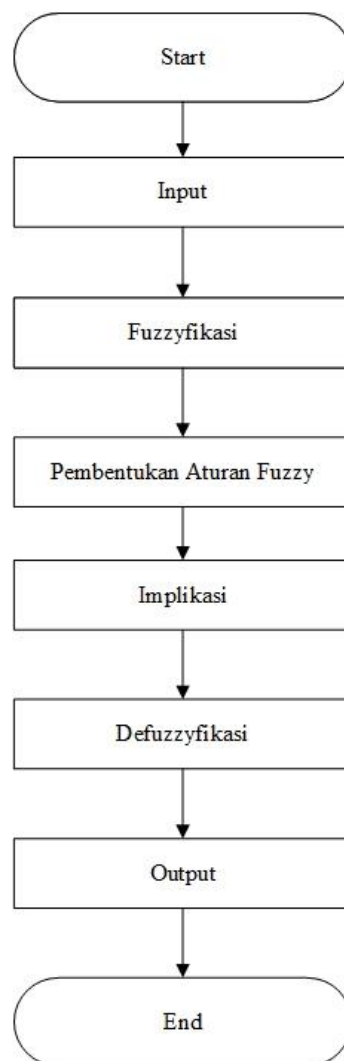 Start
Input
Fuzzyfikasi
Pembentukan Aturan Fuzzy
Implikasi
Defuzzyfikasi
Output
End